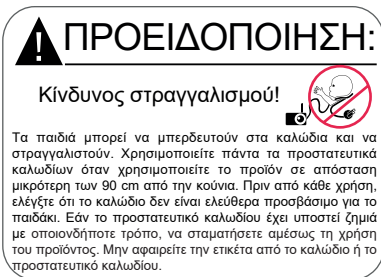 ΠΡΟΕΙΔΟΠΟΙΗΣΗ:
Κίνδυνος στραγγαλισμού!
Τα παιδιά μπορεί να μπερδευτούν στα καλώδια και να
στραγγαλιστούν. Χρησιμοποιείτε πάντα τα προστατευτικά
καλωδίων όταν χρησιμοποιείτε το προϊόν σε απόσταση
μικρότερη των 90 cm από την κούνια. Πριν από κάθε χρήση,
ελέγξτε ότι το καλώδιο δεν είναι ελεύθερα προσβάσιμο για το
παιδάκι. Εάν το προστατευτικό καλωδίου έχει υποστεί ζημιά
με οποιονδήποτε τρόπο, να σταματήσετε αμέσως τη χρήση
του προϊόντος. Μην αφαιρείτε την ετικέτα από το καλώδιο ή το
προστατευτικό καλωδίου.